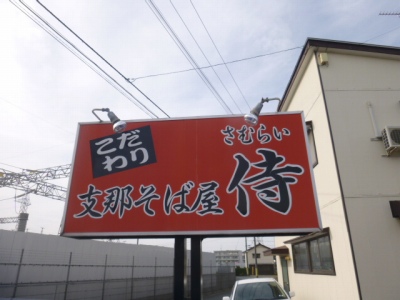 こだ
わり
さむらい
支那そば屋 侍